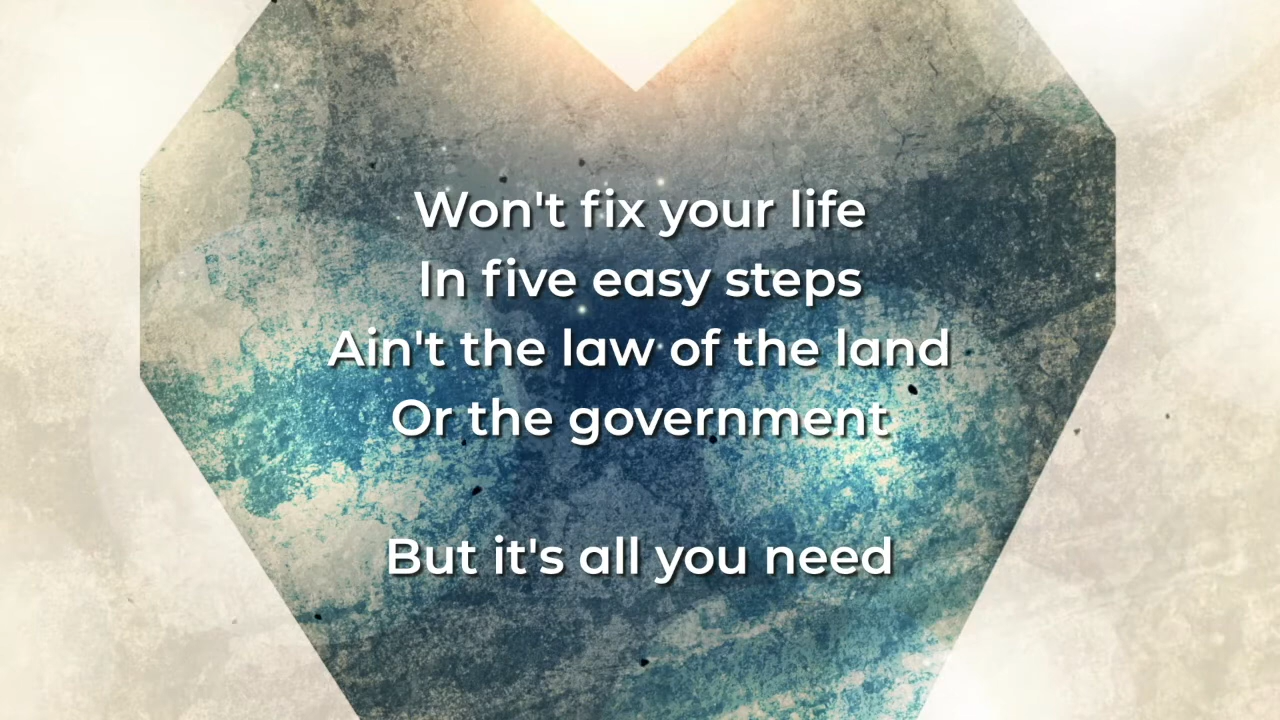 Won't fix your life
In five easy steps
Ain't the law of the land
Or the government
But it's all you need